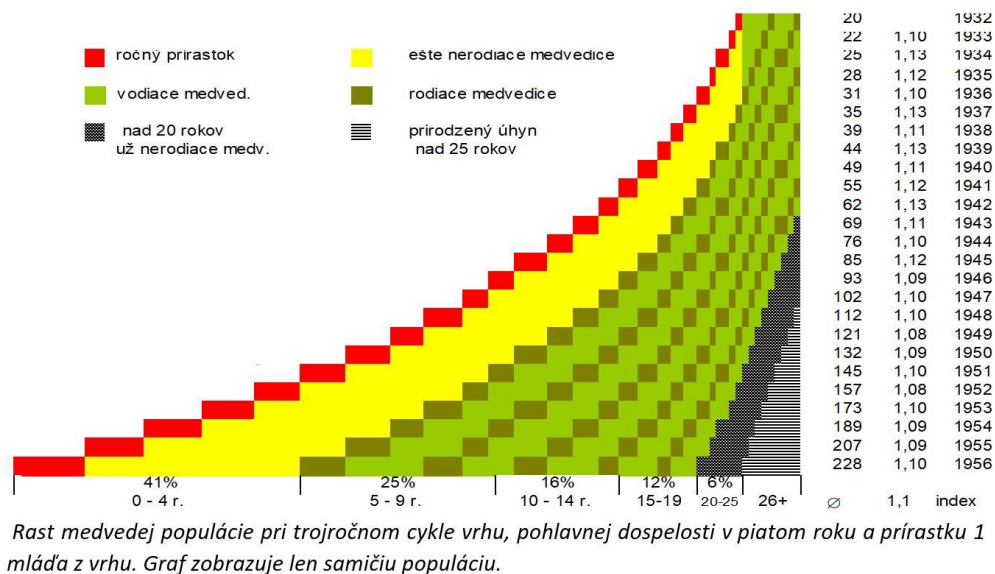 ročný prírastok
ešte nerodiace medvedice
vodiace medved.
rodiace medvedice
nad 20 rokov
už nerodiace medv.
prirodzený úhyn
nad 25 rokov
20 1932
22 1,10 1933
25 1,13 1934
28 1,12 1935
31 1,10 1936
35 1,13 1937
39 1,11 1938
44 1,13 1939
49 1,11 1940
55 1,12 1941
62 1,13 1942
69 1,11 1943
76 1,10 1944
85 1,12 1945
93 1,09 1946
102 1,10 1947
112 1,10 1948
121 1,08 1949
132 1,09 1950
145 1,10 1951
157 1,08 1952
173 1,10 1953
189 1,09 1954
207 1,09 1955
228 1,10 1956
41% 25% 16% 12% 6%
0 - 4 r. 5 - 9 r. 10 - 14 r. 15-19 20-25 26+ ∅ 1,1 index
Rast medvedej populácie pri trojročnom cykle vrhu, pohlavnej dospelosti v piatom roku a prírastku 1
mláďa z vrhu. Graf zobrazuje len samičiu populáciu.